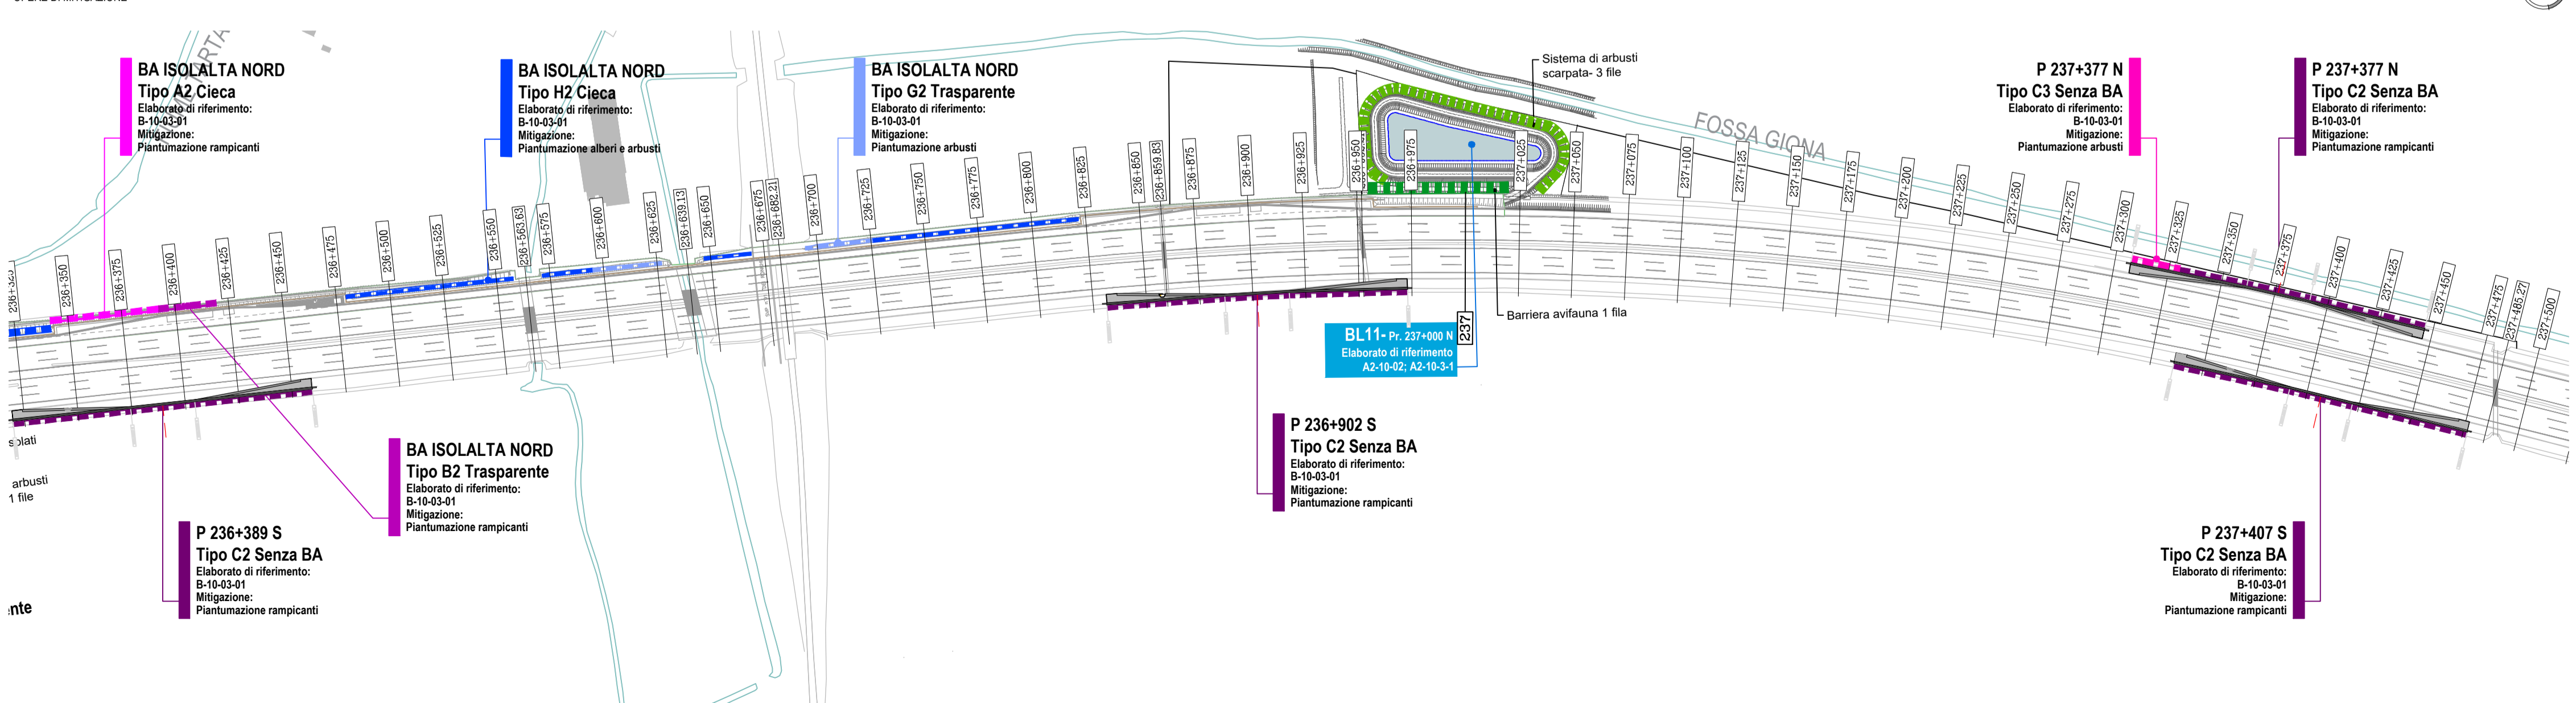 BA ISOLALTA NORD
Tipo A2 Cieca
Elaborato di riferimento:
B-10-03-01
Mitigazione:
Piantumazione rampicanti
BA ISOLALTA NORD
Tipo H2 Cieca
Elaborato di riferimento:
B-10-03-01
Mitigazione:
Piantumazione alberi e arbusti
BA ISOLALTA NORD
Tipo G2 Trasparente
Elaborato di riferimento:
B-10-03-01
Mitigazione:
Piantumazione arbusti
Sistema di arbusti
scarpata- 3 file
FOSSA GIONA
P 237+377 N
Tipo C3 Senza BA
Elaborato di riferimento:
B-10-03-01
Mitigazione:
Piantumazione arbusti
P 237+377 N
Tipo C2 Senza BA
Elaborato di riferimento:
B-10-03-01
Mitigazione:
Piantumazione rampicanti
236+350
236+375
236+400
236+425
236+450
236+475
236+500
236+525
236+550
236+563.63
236+575
236+600
236+625
236+639.13
236+650
236+675
236+682.21
236+700
236+725
236+750
236+775
236+800
236+825
236+850
236+859.83
236+875
236+900
236+925
236+950
236+975
237
237+025
237+050
237+075
237+100
237+125
237+150
237+175
237+200
237+225
237+250
237+275
237+300
237+325
237+350
237+375
237+400
237+425
237+450
237+475
237+485.27
237+500
Barriera avifauna 1 fila
BL11- Pr. 237+000 N
Elaborato di riferimento
A2-10-02; A2-10-3-1
solati
arbusti
1 file
nte
BA ISOLALTA NORD
Tipo B2 Trasparente
Elaborato di riferimento:
B-10-03-01
Mitigazione:
Piantumazione rampicanti
P 236+389 S
Tipo C2 Senza BA
Elaborato di riferimento:
B-10-03-01
Mitigazione:
Piantumazione rampicanti
P 236+902 S
Tipo C2 Senza BA
Elaborato di riferimento:
B-10-03-01
Mitigazione:
Piantumazione rampicanti
P 237+407 S
Tipo C2 Senza BA
Elaborato di riferimento:
B-10-03-01
Mitigazione:
Piantumazione rampicanti